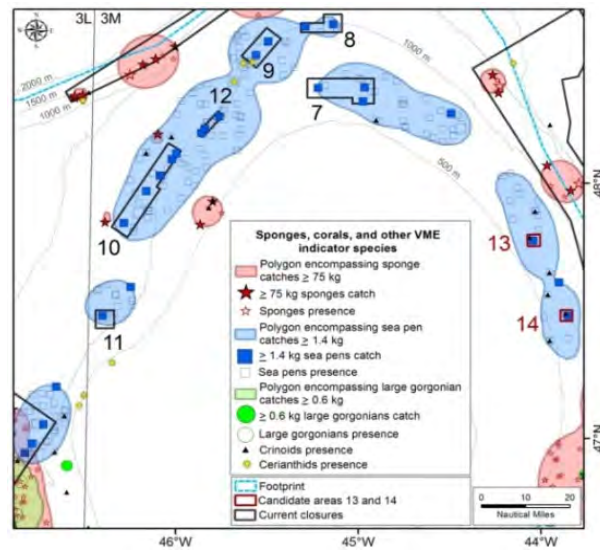 3L 3M
8
1000 m
9
2000 m
1500 m
1000 m
12
7
500 m
48°N
10
13
11
14
47°N
Sponges, corals, and other VME
indicator species
Polygon encompassing sponge
catches ≥ 75 kg
≥ 75 kg sponges catch
Sponges presence
Polygon encompassing sea pen
catches ≥ 1.4 kg
≥ 1.4 kg sea pens catch
Sea pens presence
Polygon encompassing large gorgonian
catches ≥ 0.6 kg
≥ 0.6 kg large gorgonians catch
Large gorgonians presence
Crinoids presence
Cerianthids presence
Footprint
Candidate areas 13 and 14
Current closures
0 10 20
Nautical Miles
46°W 45°W 44°W